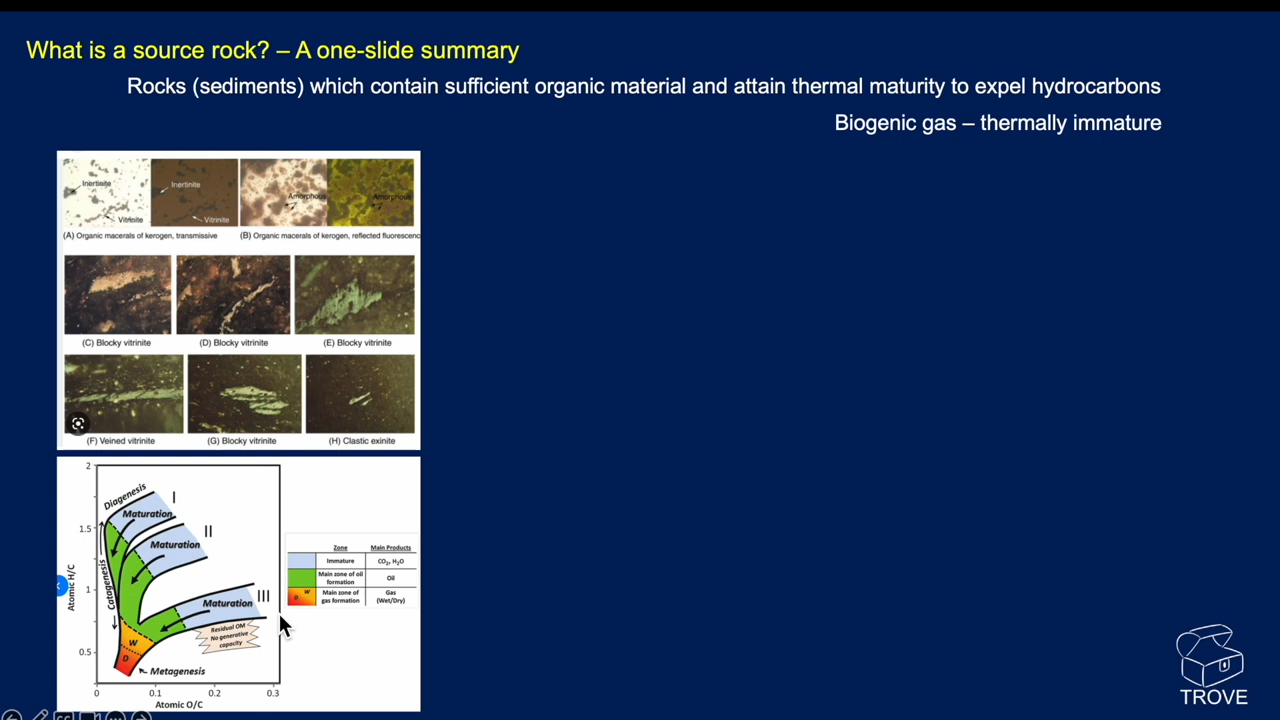 What is a source rock? – A one-slide summary
Rocks (sediments) which contain sufficient organic material and attain thermal maturity to expel hydrocarbons
Biogenic gas – thermally immature
Inertinite
Vitrinite
Inertinite
Vitrinite
Amorphous
Amorphous
(A) Organic macerals of kerogen, transmissive
(B) Organic macerals of kerogen, reflected fluorescenc
(C) Blocky vitrinite
(D) Blocky vitrinite
(E) Blocky vitrinite
(F) Veined vitrinite
(G) Blocky vitrinite
(H) Clastic exinite
2
1.5
1
0.5
Atomic H/C
Diagenesis
Maturation
I
Maturation
II
Catagenesis
Maturation
III
Residual OM
No generative
capacity
W
D
Metagenesis
0
0.1
0.2
0.3
Atomic O/C
Zone
Main Products
Immature
CO2, H2O
Main zone of oil
formation
Oil
D
W
Main zone of
gas formation
Gas
(Wet/Dry)
TROVE